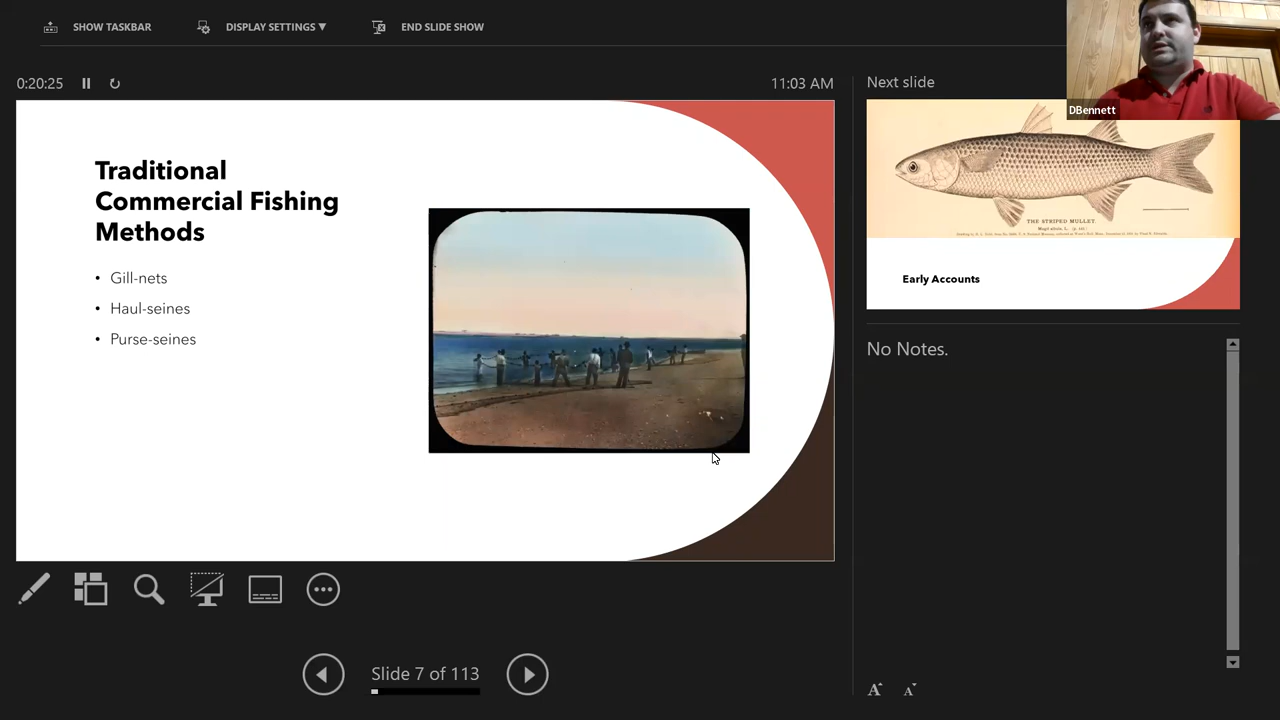 SHOW TASKBAR
DISPLAY SETTINGS ▼
END SLIDE SHOW
0:20:25
11:03 AM
Next slide
DBennett
Traditional
Commercial Fishing
Methods
• Gill-nets
• Haul-seines
• Purse-seines
THE STRIPED MULLET.
Early Accounts
No Notes.
Slide 7 of 113
A A